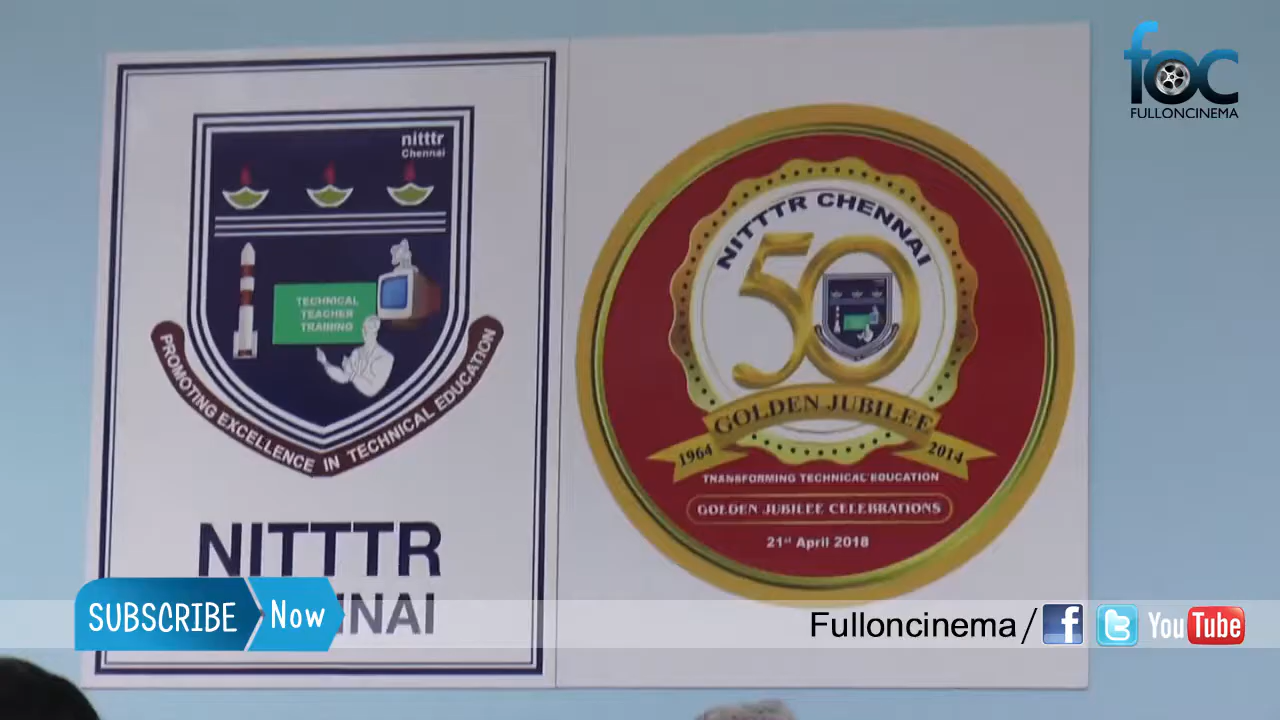 foc
FULLONCINEMA
nitttr
Chennai
TECHNICAL
TEACHER
TRAINING
PROMOTING EXCELLENCE IN TECHNICAL EDUCATION
NITTTR
NITTTR CHENNAI
50
GOLDEN JUBILEE
1964
2014
TRANSFORMING TECHNICAL EDUCATION
GOLDEN JUBILEE CELEBRATIONS
21st April 2018
SUBSCRIBE Now
Fulloncinema/ f t YouTube